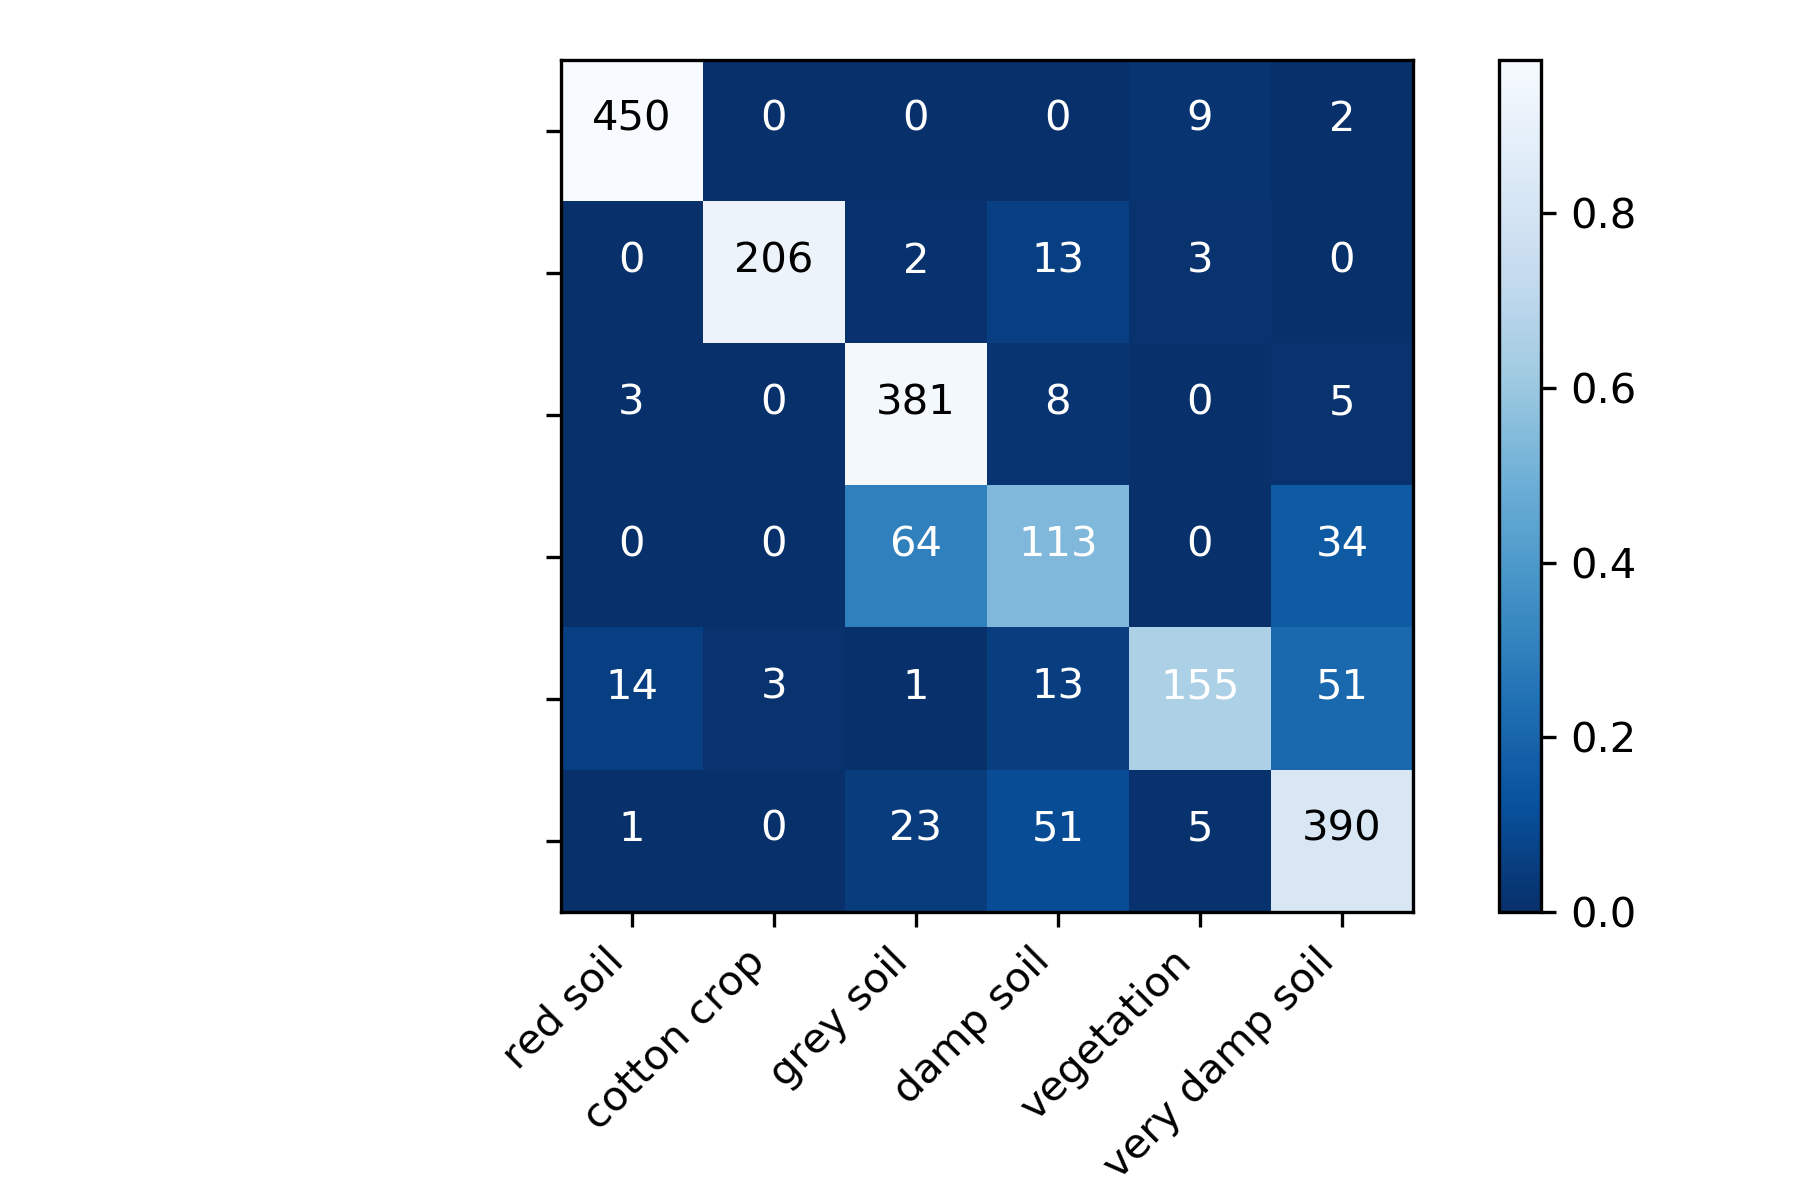 450 0 0 0 9 2
0 206 2 13 3 0
3 0 381 8 0 5
0 0 64 113 0 34
14 3 1 13 155 51
1 0 23 51 5 390
red soil
cotton crop
grey soil
damp soil
vegetation
very damp soil
0.8
0.6
0.4
0.2
0.0